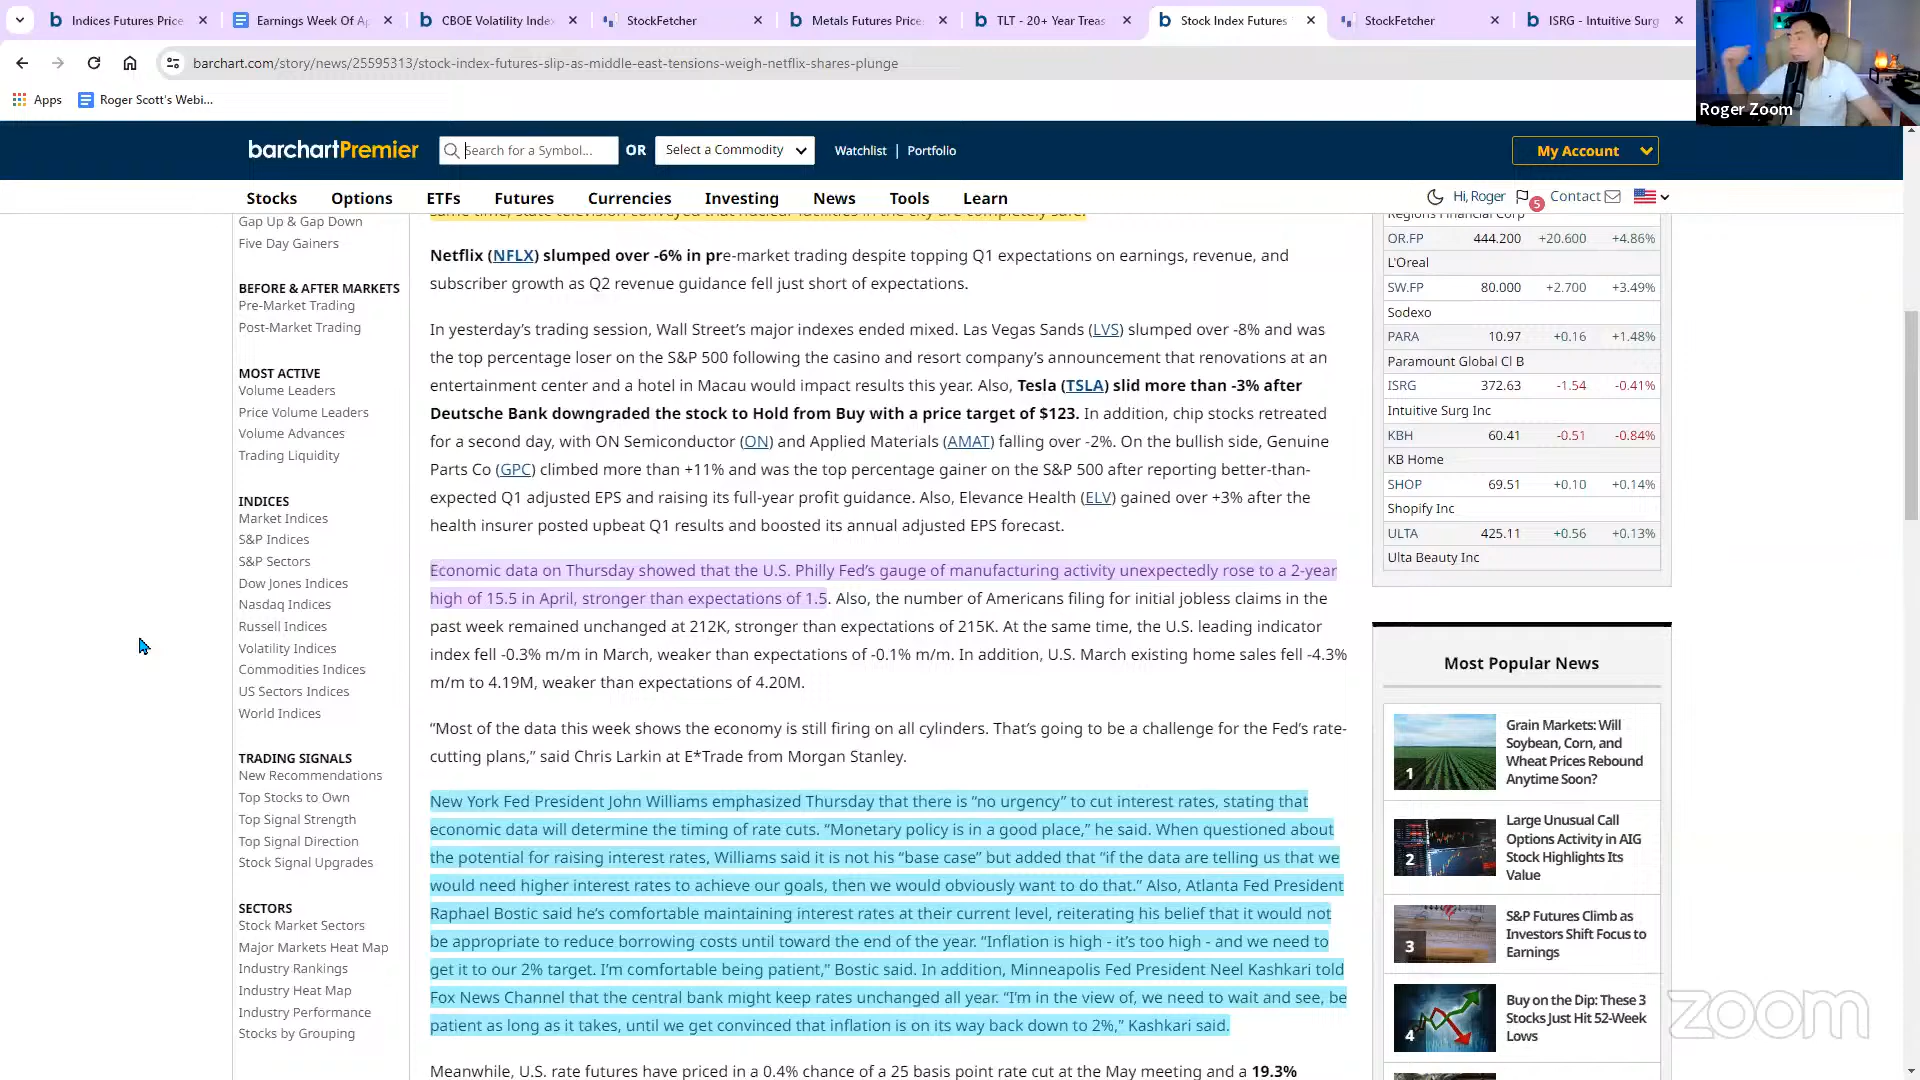 Indices Futures Price
Earnings Week Of Ap
CBOE Volatility Inde
StockFetcher
Metals Futures Price
TLT - 20+ Year Treas
Stock Index Futures
StockFetcher
ISRG - Intuitive Surg
barchart.com/story/news/25595313/stock-index-futures-slip-as-middle-east-tensions-weigh-netflix-shares-plunge
Apps
Roger Scott's Webi...
Roger Zoom
barchartPremier
Search for a Symbol...
OR
Select a Commodity
Watchlist | Portfolio
My Account
Stocks Options ETFs Futures Currencies Investing News Tools Learn
Hi, Roger
5
Contact
Gap Up & Gap Down
Five Day Gainers
BEFORE & AFTER MARKETS
Pre-Market Trading
Post-Market Trading
MOST ACTIVE
Volume Leaders
Price Volume Leaders
Volume Advances
Trading Liquidity
INDICES
Market Indices
S&P Indices
S&P Sectors
Dow Jones Indices
Nasdaq Indices
Russell Indices
Volatility Indices
Commodities Indices
US Sectors Indices
World Indices
TRADING SIGNALS
New Recommendations
Top Stocks to Own
Top Signal Strength
Top Signal Direction
Stock Signal Upgrades
SECTORS
Stock Market Sectors
Major Markets Heat Map
Industry Rankings
Industry Heat Map
Industry Performance
Stocks by Grouping
same time, state television conveyed that nuclear facilities in the city are completely safe.
Netflix (NFLX) slumped over -6% in pre-market trading despite topping Q1 expectations on earnings, revenue, and
subscriber growth as Q2 revenue guidance fell just short of expectations.
In yesterday's trading session, Wall Street's major indexes ended mixed. Las Vegas Sands (LVS) slumped over -8% and was
the top percentage loser on the S&P 500 following the casino and resort company's announcement that renovations at an
entertainment center and a hotel in Macau would impact results this year. Also, Tesla (TSLA) slid more than -3% after
Deutsche Bank downgraded the stock to Hold from Buy with a price target of $123. In addition, chip stocks retreated
for a second day, with ON Semiconductor (ON) and Applied Materials (AMAT) falling over -2%. On the bullish side, Genuine
Parts Co (GPC) climbed more than +11% and was the top percentage gainer on the S&P 500 after reporting better-than-
expected Q1 adjusted EPS and raising its full-year profit guidance. Also, Elevance Health (ELV) gained over +3% after the
health insurer posted upbeat Q1 results and boosted its annual adjusted EPS forecast.
Economic data on Thursday showed that the U.S. Philly Fed's gauge of manufacturing activity unexpectedly rose to a 2-year
high of 15.5 in April, stronger than expectations of 1.5. Also, the number of Americans filing for initial jobless claims in the
past week remained unchanged at 212K, stronger than expectations of 215K. At the same time, the U.S. leading indicator
index fell -0.3% m/m in March, weaker than expectations of -0.1% m/m. In addition, U.S. March existing home sales fell -4.3%
m/m to 4.19M, weaker than expectations of 4.20M.
“Most of the data this week shows the economy is still firing on all cylinders. That's going to be a challenge for the Fed's rate-
cutting plans,” said Chris Larkin at E*Trade from Morgan Stanley.
New York Fed President John Williams emphasized Thursday that there is “no urgency” to cut interest rates, stating that
economic data will determine the timing of rate cuts. “Monetary policy is in a good place,” he said. When questioned about
the potential for raising interest rates, Williams said it is not his “base case” but added that “if the data are telling us that we
would need higher interest rates to achieve our goals, then we would obviously want to do that.” Also, Atlanta Fed President
Raphael Bostic said he's comfortable maintaining interest rates at their current level, reiterating his belief that it would not
be appropriate to reduce borrowing costs until toward the end of the year. “Inflation is high - it's too high - and we need to
get it to our 2% target. I'm comfortable being patient,” Bostic said. In addition, Minneapolis Fed President Neel Kashkari told
Fox News Channel that the central bank might keep rates unchanged all year. “I'm in the view of, we need to wait and see, be
patient as long as it takes, until we get convinced that inflation is on its way back down to 2%,” Kashkari said.
Meanwhile, U.S. rate futures have priced in a 0.4% chance of a 25 basis point rate cut at the May meeting and a 19.3%
Regions Financial Corp
OR.FP 444.200 +20.600 +4.86%
L'Oreal
SW.FP 80.000 +2.700 +3.49%
Sodexo
PARA 10.97 +0.16 +1.48%
Paramount Global Cl B
ISRG 372.63 -1.54 -0.41%
Intuitive Surg Inc
KBH 60.41 -0.51 -0.84%
KB Home
SHOP 69.51 +0.10 +0.14%
Shopify Inc
ULTA 425.11 +0.56 +0.13%
Ulta Beauty Inc
Most Popular News
1
Grain Markets: Will
Soybean, Corn, and
Wheat Prices Rebound
Anytime Soon?
2
Large Unusual Call
Options Activity in AIG
Stock Highlights Its
Value
3
S&P Futures Climb as
Investors Shift Focus to
Earnings
4
Buy on the Dip: These 3
Stocks Just Hit 52-Week
Lows
zoom